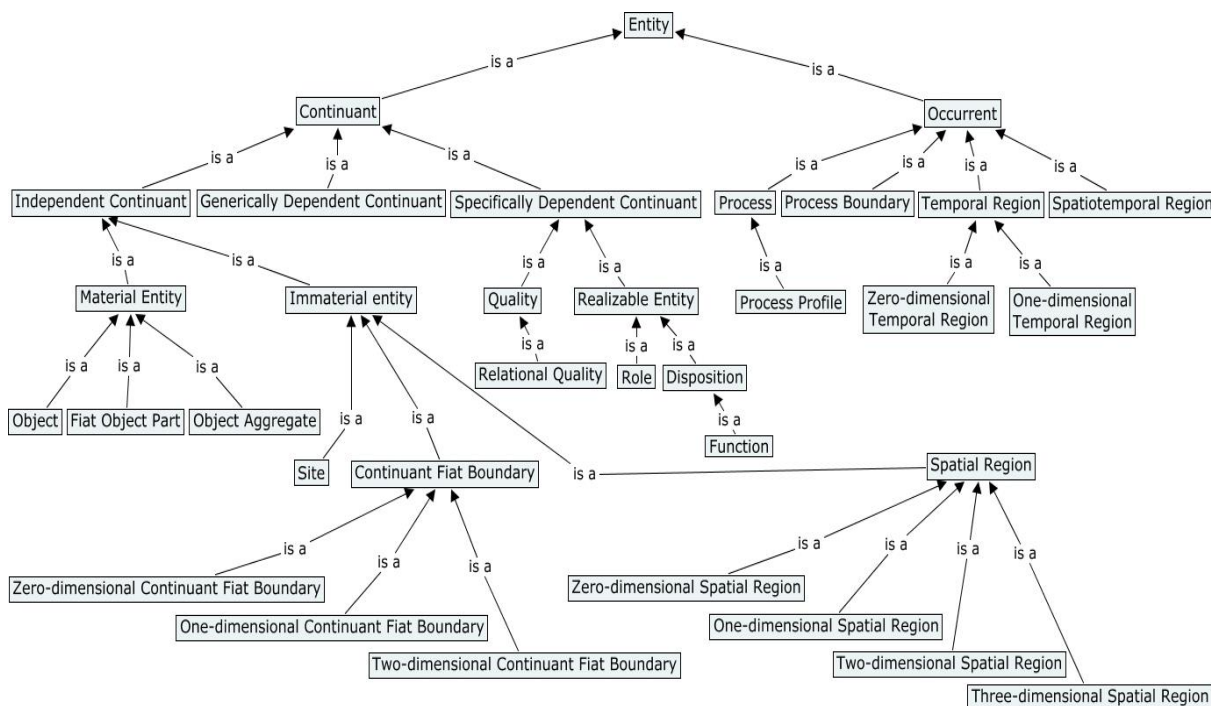 Entity
is a
is a
Continuant
Occurrent
is a
is a
is a
is a
is a
is a
is a
Independent Continuant
Generically Dependent Continuant
Specifically Dependent Continuant
Process
Process Boundary
Temporal Region
Spatiotemporal Region
is a
is a
is a
is a
is a
is a
is a
Material Entity
Immaterial entity
Quality
Realizable Entity
Process Profile
Zero-dimensional
Temporal Region
One-dimensional
Temporal Region
is a
is a
is a
is a
is a
is a
Relational Quality
Role
Disposition
Object
Fiat Object Part
Object Aggregate
is a
is a
is a
Function
Site
Continuant Fiat Boundary
is a
Spatial Region
is a
is a
is a
is a
is a
is a
is a
Zero-dimensional Continuant Fiat Boundary
Zero-dimensional Spatial Region
One-dimensional Continuant Fiat Boundary
One-dimensional Spatial Region
Two-dimensional Continuant Fiat Boundary
Two-dimensional Spatial Region
Three-dimensional Spatial Region